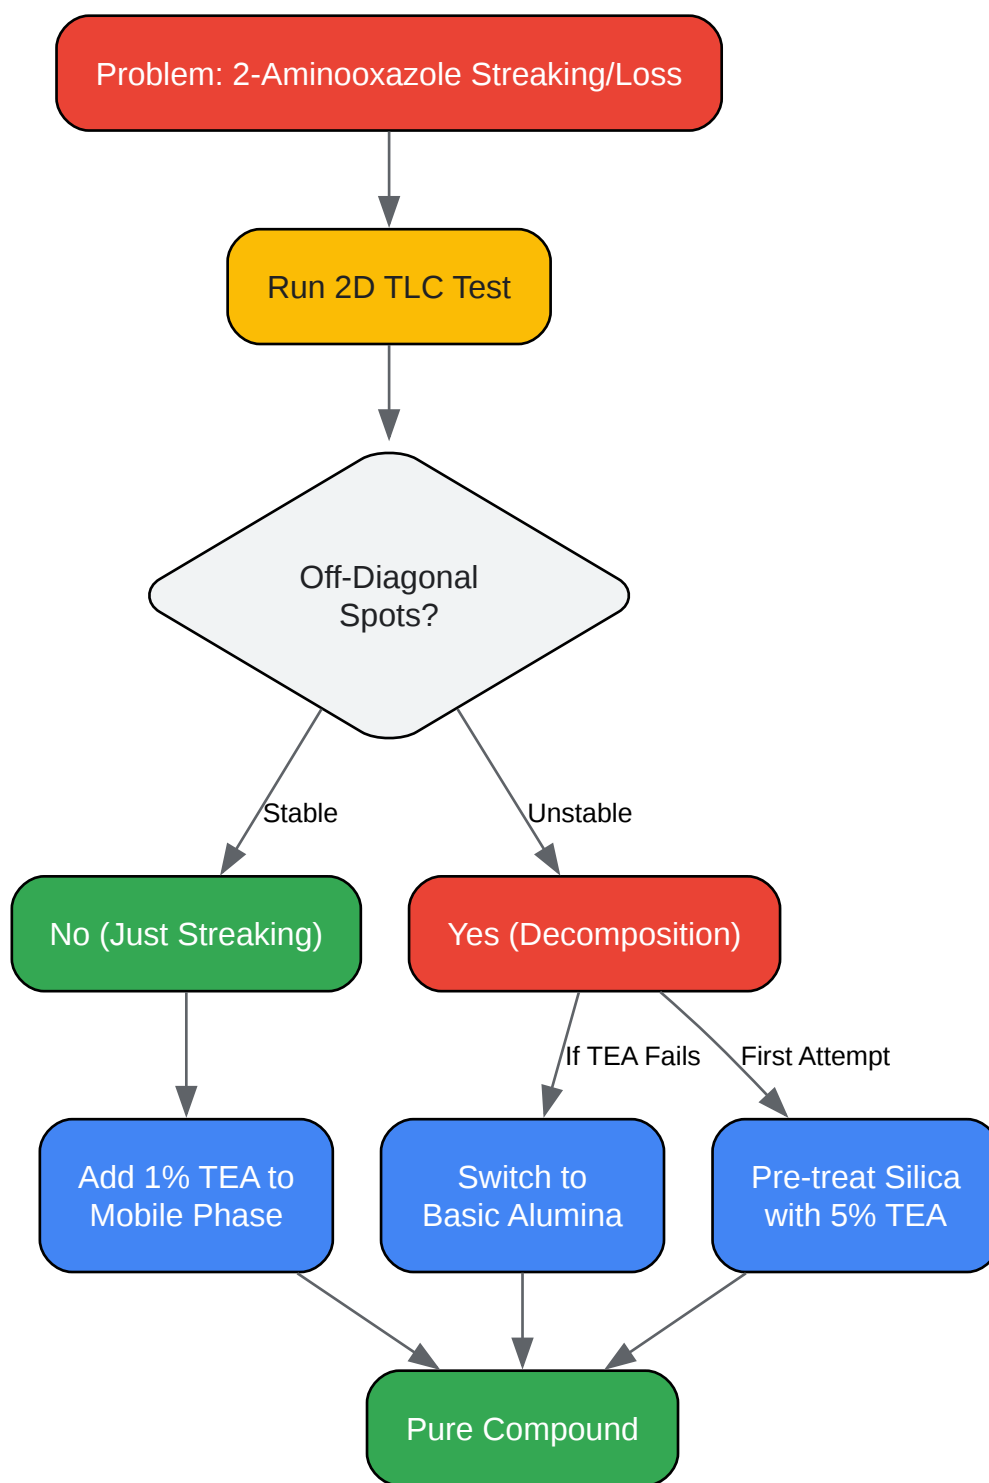 Problem: 2-Aminooxazole Streaking/Loss
Run 2D TLC Test
Off-Diagonal
Spots?
Stable
Unstable
No (Just Streaking)
Yes (Decomposition)
If TEA Fails
First Attempt
Add 1% TEA to
Mobile Phase
Switch to
Basic Alumina
Pre-treat Silica
with 5% TEA
Pure Compound